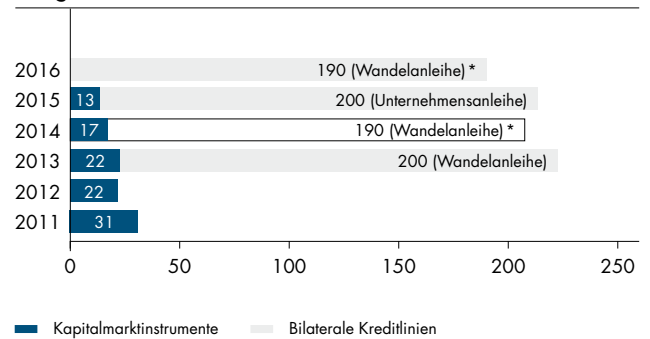 2016 190 (Wandelanleihe) *
2015 13 200 (Unternehmensanleihe)
2014 17 190 (Wandelanleihe) *
2013 22 200 (Wandelanleihe)
2012 22
2011 31
0 50 100 150 200 250
Kapitalmarktinstrumente Bilaterale Kreditlinien